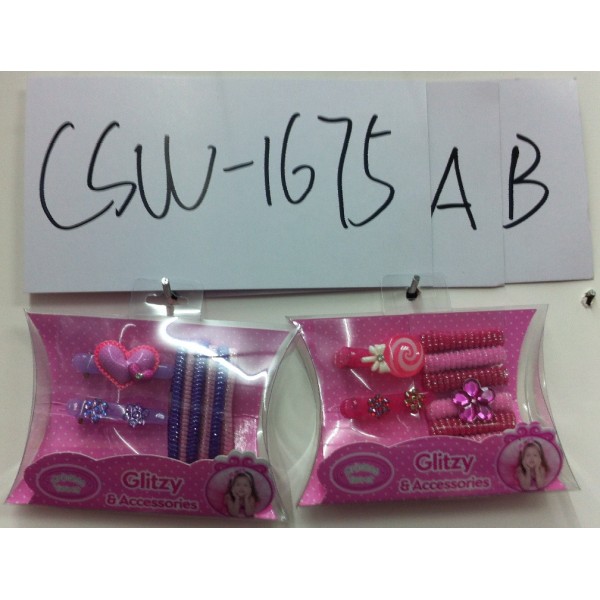 CSW-1675 A B
Glitzy
& Accessories
Glitzy
& Accessories